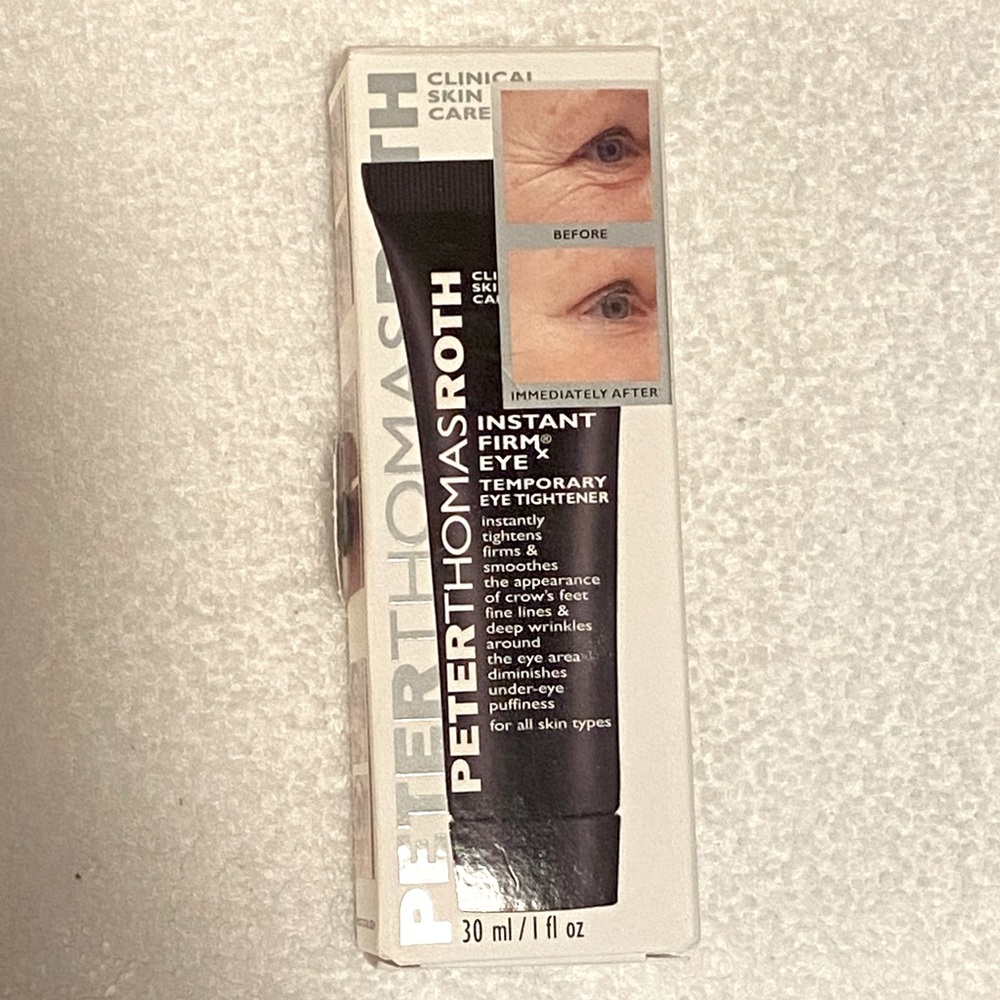 CLINICAL
SKIN
CARE
PETERTHOMASROTH
BEFORE
IMMEDIATELY AFTER
PETERTHOMASROTH
INSTANT
FIRMx®
EYE
TEMPORARY
EYE TIGHTENER
instantly
tightens
firms &
smoothes
the appearance
of crow's feet
fine lines &
deep wrinkles
around
the eye area
diminishes
under-eye
puffiness
for all skin types
30 ml / 1 fl oz